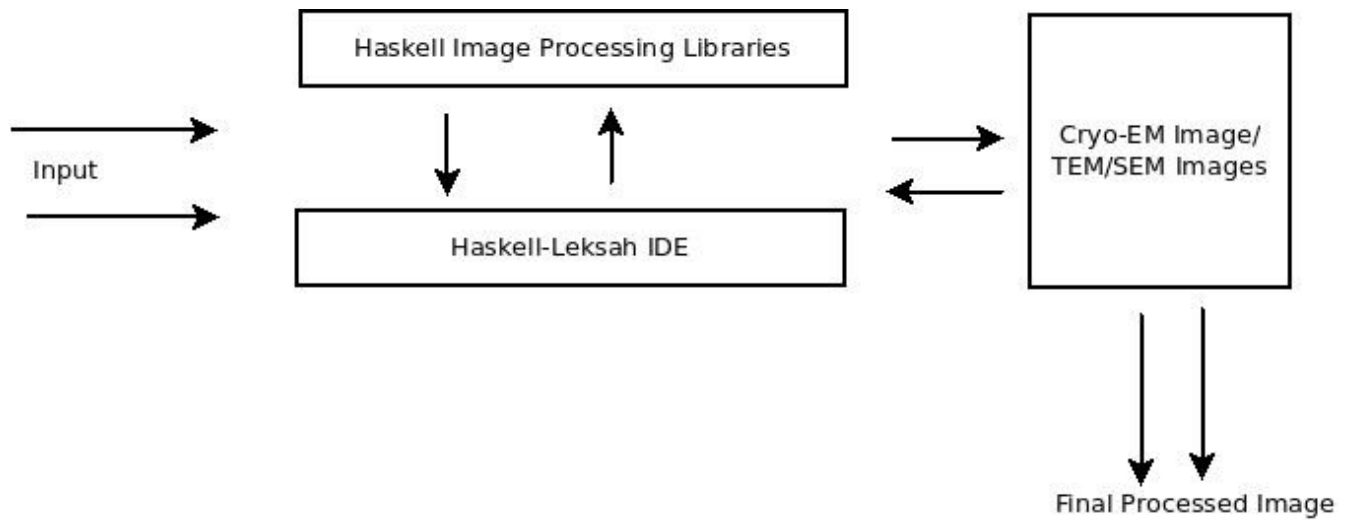 Haskell Image Processing Libraries
Input
Haskell-Leksah IDE
Cryo-EM Image/
TEM/SEM Images
Final Processed Image